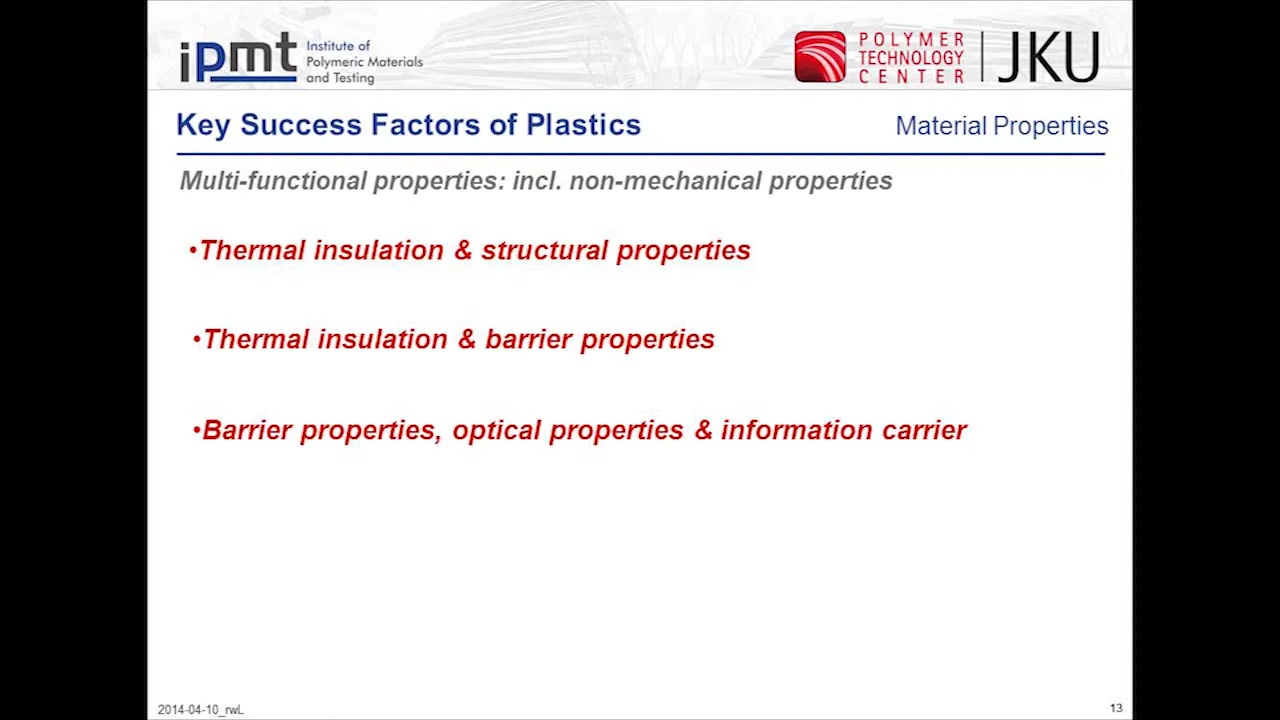 ipmt
Institute of
Polymeric Materials
and Testing
POLYMER
TECHNOLOGY
CENTER
JKU
Key Success Factors of Plastics
Material Properties
Multi-functional properties: incl. non-mechanical properties
•Thermal insulation & structural properties
•Thermal insulation & barrier properties
•Barrier properties, optical properties & information carrier
2014-04-10_rwL
13